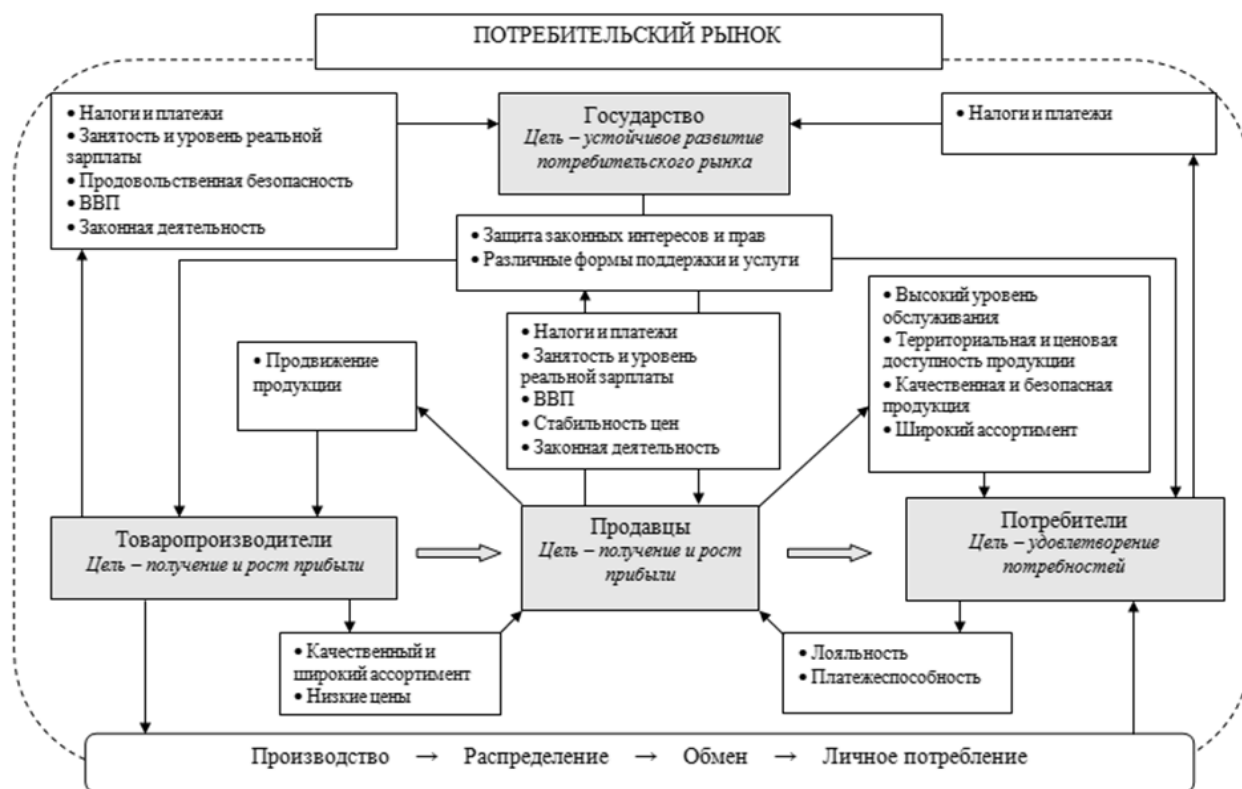 ПОТРЕБИТЕЛЬСКИЙ РЫНОК
• Налоги и платежи
• Занятость и уровень реальной
зарплаты
• Продовольственная безопасность
• ВВП
• Законная деятельность
Государство
Цель – устойчивое развитие
потребительского рынка
• Налоги и платежи
• Защита законных интересов и прав
• Различные формы поддержки и услуги
• Продвижение
продукции
• Налоги и платежи
• Занятость и уровень
реальной зарплаты
• ВВП
• Стабильность цен
• Законная деятельность
• Высокий уровень
обслуживания
• Территориальная и ценовая
доступность продукции
• Качественная и безопасная
продукция
• Широкий ассортимент
Товаропроизводители
Цель – получение и рост прибыли
Продавцы
Цель – получение и рост
прибыли
Потребители
Цель – удовлетворение
потребностей
• Качественный и
широкий ассортимент
• Низкие цены
• Лояльность
• Платежеспособность
Производство → Распределение → Обмен → Личное потребление